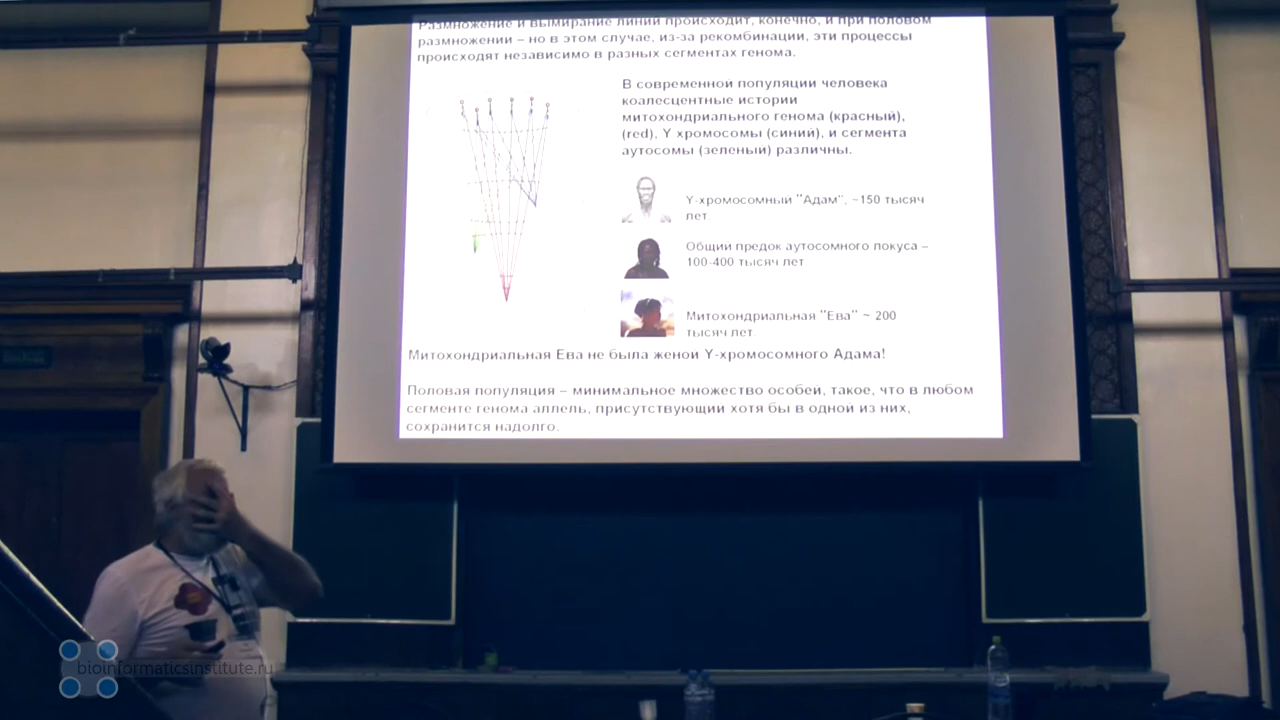 Размножение и вымирание линий происходит, конечно, и при половом
размножении – но в этом случае, из-за рекомбинации, эти процессы
происходят независимо в разных сегментах генома.
В современной популяции человека
коалесцентные истории
митохондриального генома (красный),
(red), Y хромосомы (синий), и сегмента
аутосомы (зеленый) различны.
Y-хромосомный "Адам", ~150 тысяч
лет.
Общий предок аутосомного локуса –
100-400 тысяч лет.
Митохондриальная "Ева" ~ 200
тысяч лет.
Митохондриальная Ева не была женой Y-хромосомного Адама!
Половая популяция – минимальное множество особей, такое, что в любом
сегменте генома аллель, присутствующий хотя бы в одной из них,
сохранится надолго.
bioinformaticsinstitute.ru